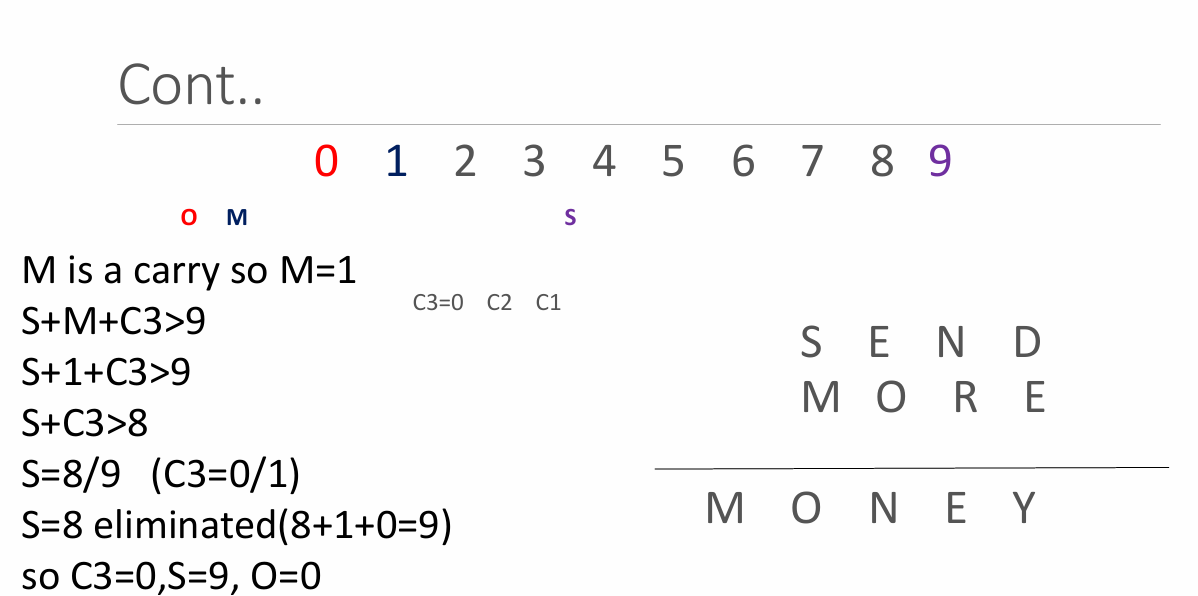 Cont..
0 1 2 3 4 5 6 7 8 9
O M S
M is a carry so M=1
C3=0 C2 C1
S+M+C3>9
S+1+C3>9
S+C3>8
S=8/9 (C3=0/1)
S=8 eliminated(8+1+0=9)
so C3=0,S=9, O=0
S E N D
M O R E
M O N E Y